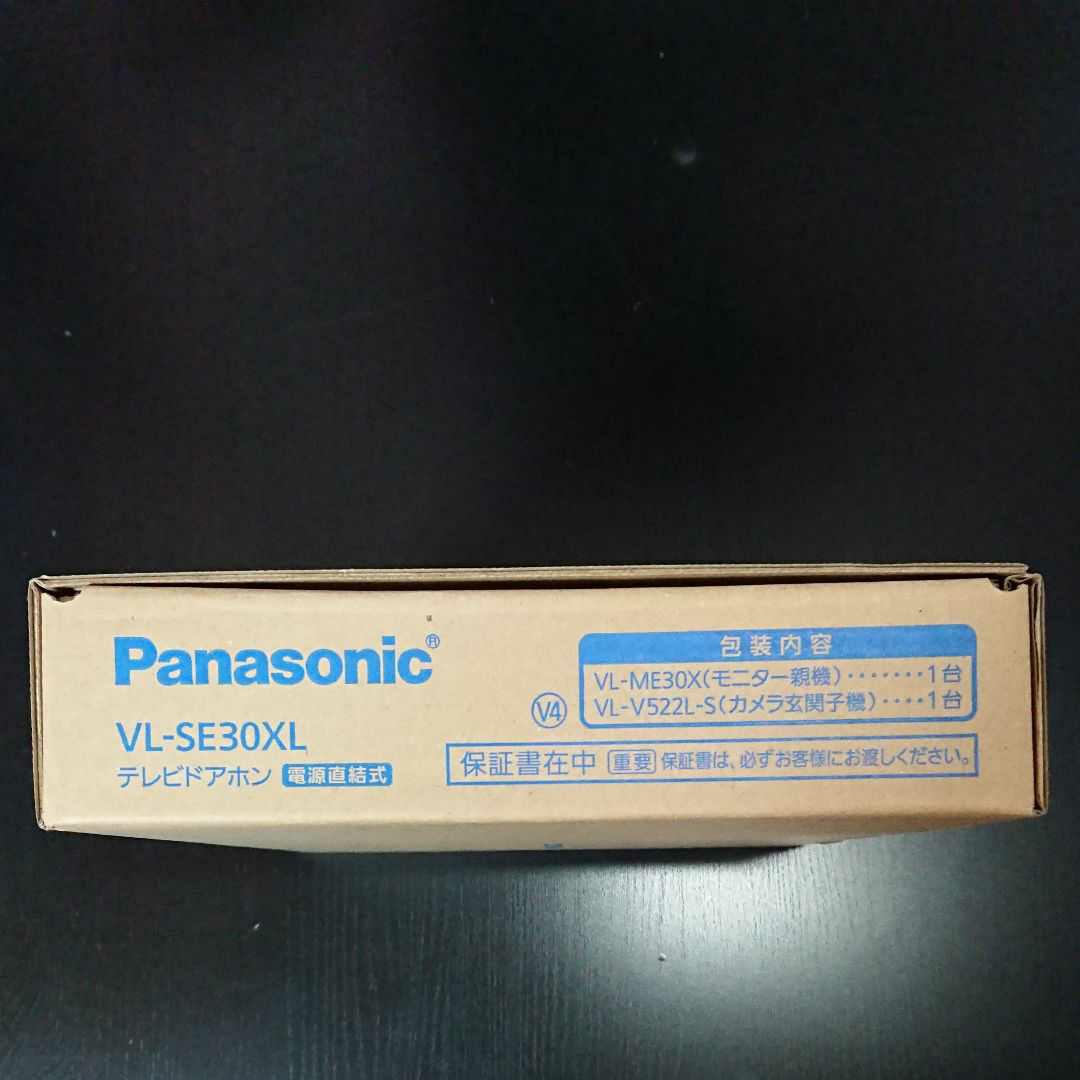 Panasonic®
VL-SE30XL
テレビドアホン 電源直結式
V4
包装内容
VL-ME30X(モニター親機)・・・・・・・1台
VL-V522L-S(カメラ玄関子機)・・・・・1台
保証書在中 重要 保証書は、必ずお客様にお渡しください。